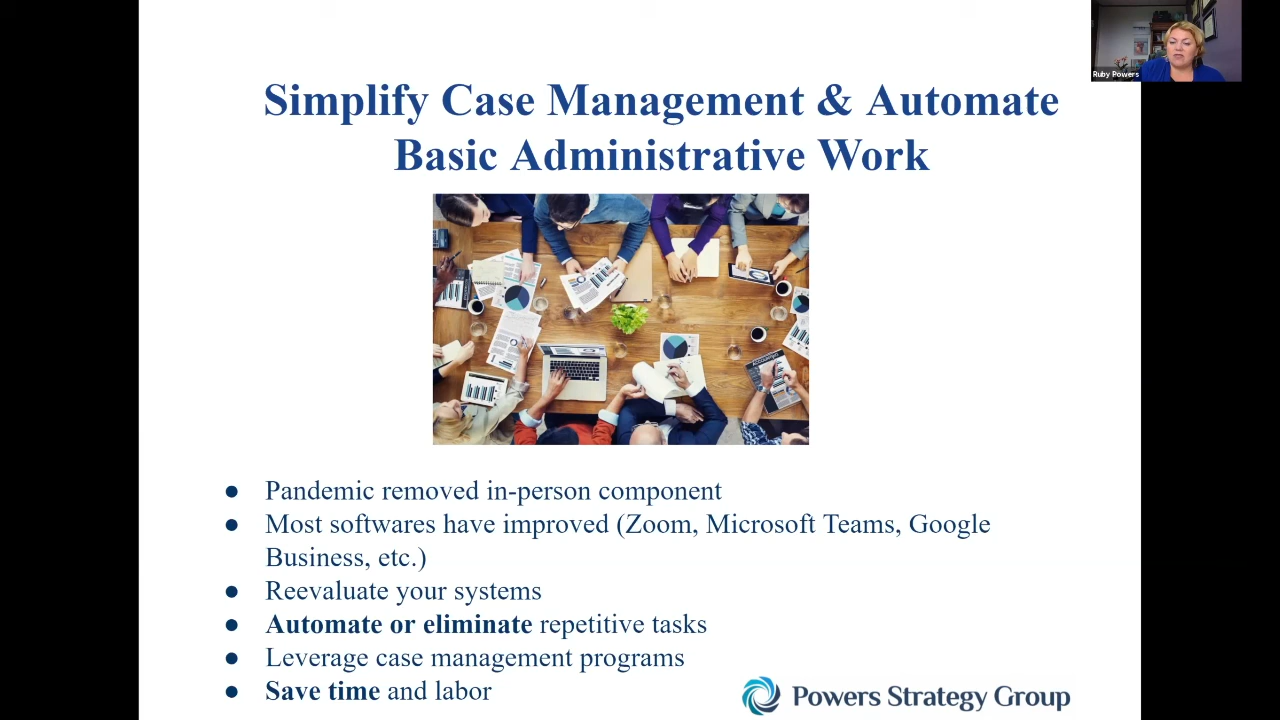 Ruby Powers
Simplify Case Management & Automate
Basic Administrative Work
● Pandemic removed in-person component
● Most softwares have improved (Zoom, Microsoft Teams, Google
Business, etc.)
● Reevaluate your systems
● Automate or eliminate repetitive tasks
● Leverage case management programs
● Save time and labor
Powers Strategy Group